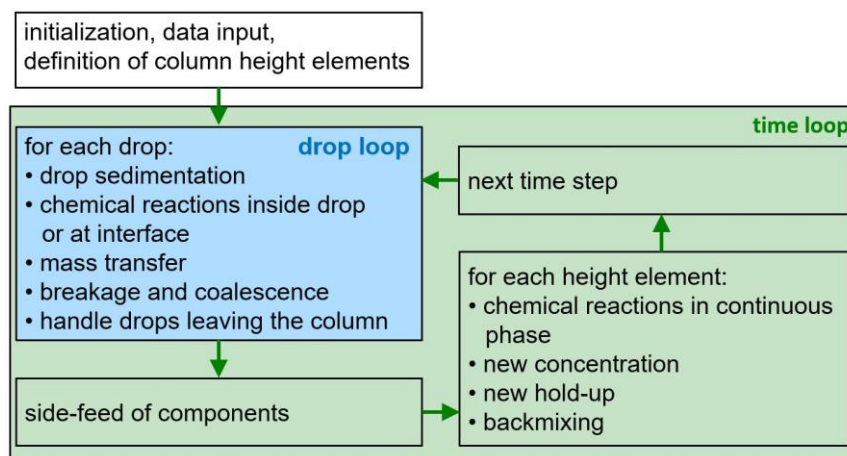 initialization, data input,
definition of column height elements
time loop
for each drop: drop loop
• drop sedimentation
• chemical reactions inside drop
or at interface
• mass transfer
• breakage and coalescence
• handle drops leaving the column
side-feed of components
for each height element:
• chemical reactions in continuous
phase
• new concentration
• new hold-up
• backmixing
next time step